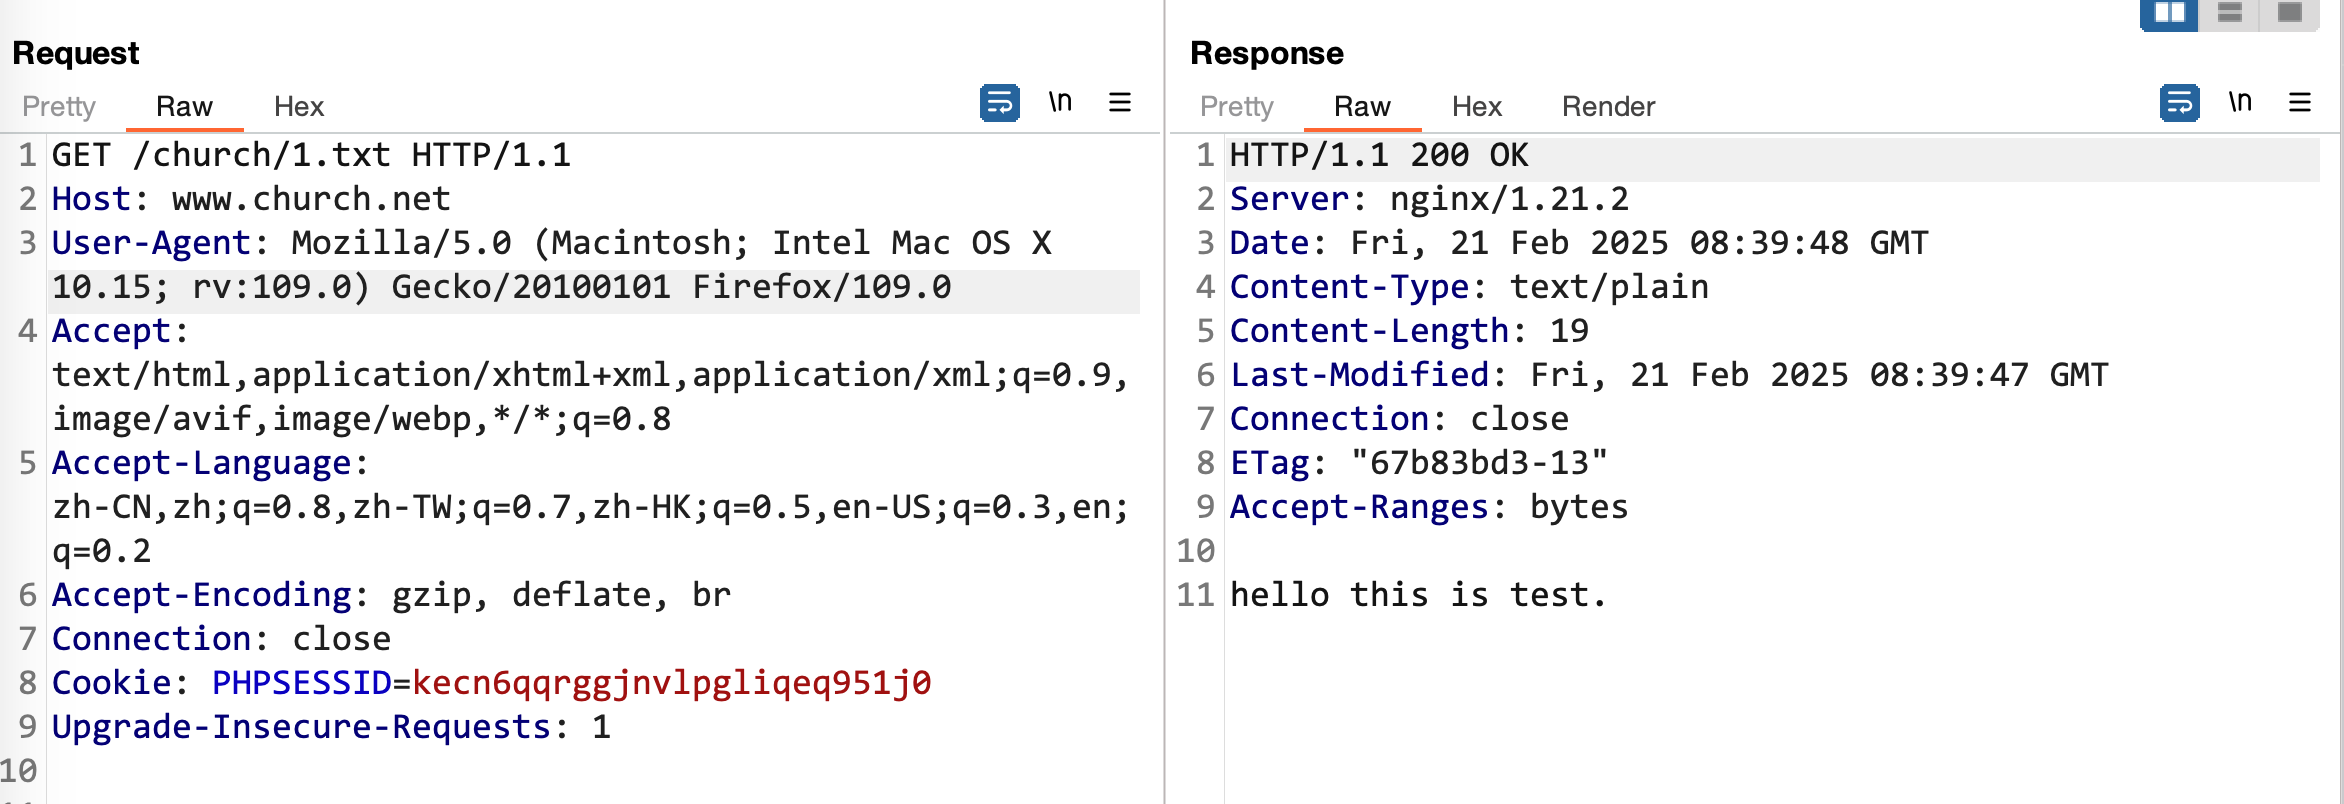 Request
Pretty Raw Hex \n
1 GET /church/1.txt HTTP/1.1
2 Host: www.church.net
3 User-Agent: Mozilla/5.0 (Macintosh; Intel Mac OS X
10.15; rv:109.0) Gecko/20100101 Firefox/109.0
4 Accept:
text/html,application/xhtml+xml,application/xml;q=0.9,
image/avif,image/webp,*/*;q=0.8
5 Accept-Language:
zh-CN,zh;q=0.8,zh-TW;q=0.7,zh-HK;q=0.5,en-US;q=0.3,en;
q=0.2
6 Accept-Encoding: gzip, deflate, br
7 Connection: close
8 Cookie: PHPSESSID=kecn6qqrggjnvlpgliqeq951j0
9 Upgrade-Insecure-Requests: 1
10
Response
Pretty Raw Hex Render \n
1 HTTP/1.1 200 OK
2 Server: nginx/1.21.2
3 Date: Fri, 21 Feb 2025 08:39:48 GMT
4 Content-Type: text/plain
5 Content-Length: 19
6 Last-Modified: Fri, 21 Feb 2025 08:39:47 GMT
7 Connection: close
8 ETag: "67b83bd3-13"
9 Accept-Ranges: bytes
10
11 hello this is test.